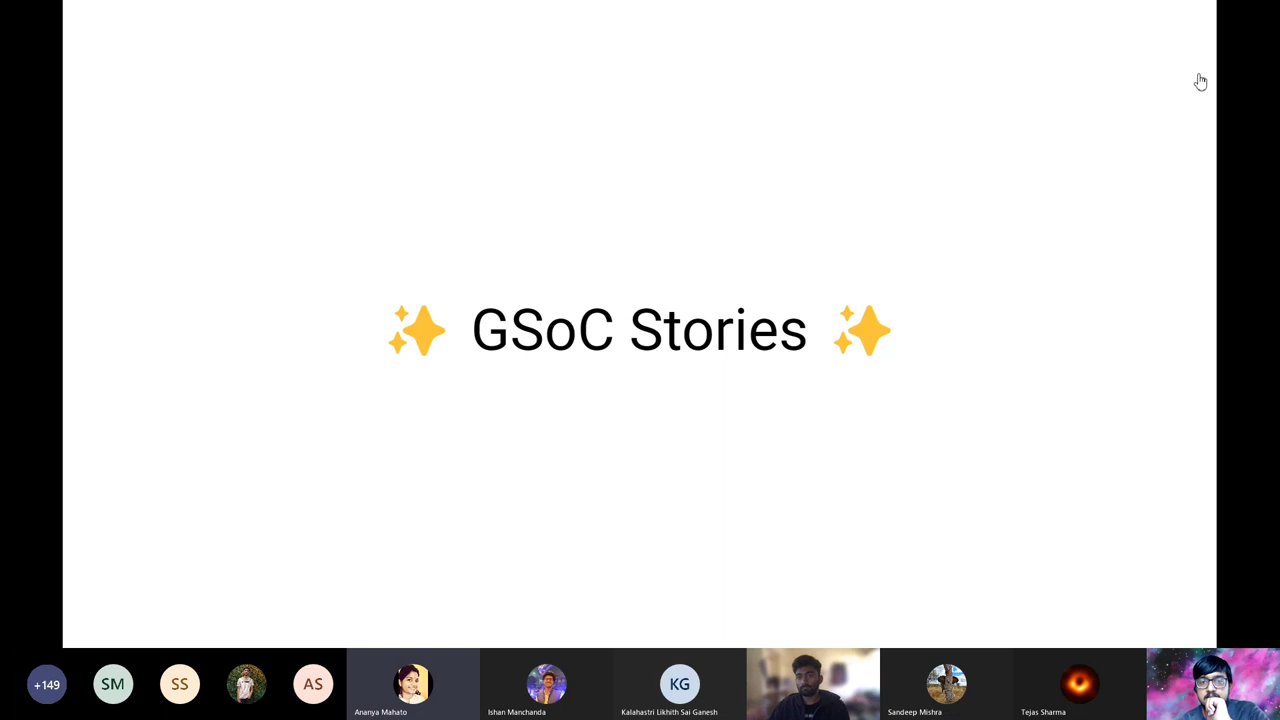 ✨ GSoC Stories ✨
+149
SM
SS
AS
Ananya Mahato
Ishan Manchanda
KG
Kalahastri Likhith Sai Ganesh
Sandeep Mishra
Tejas Sharma